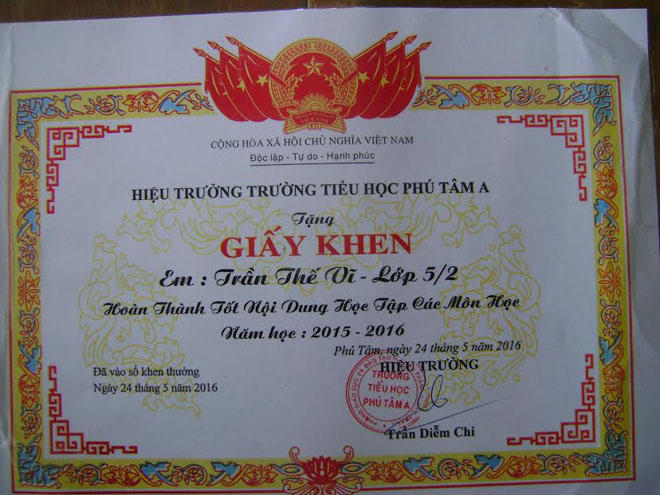 CỘNG HÒA XÃ HỘI CHỦ NGHĨA VIỆT NAM
Độc lập - Tự do - Hạnh phúc
HIỆU TRƯỞNG TRƯỜNG TIỂU HỌC PHÚ TÂM A
Tặng
GIẤY KHEN
Em : Trần Thế Vĩ - Lớp 5/2
Hoàn Thành Tốt Nội Dung Học Tập Các Môn Học
Năm học : 2015 - 2016
Phú Tâm, ngày 24 tháng 5 năm 2016
HIỆU TRƯỞNG
Đã vào sổ khen thưởng
Ngày 24 tháng 5 năm 2016
TRƯỜNG
TIỂU HỌC
PHÚ TÂM A
Trần Diễm Chi